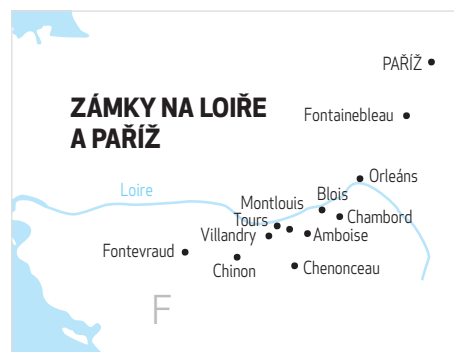 PAŘÍŽ
ZÁMKY NA LOIŘE
A PAŘÍŽ
Fontainebleau
Orleáns
Loire
Blois
Montlouis
Chambord
Tours
Villandry
Amboise
Fontevraud
Chinon
Chenonceau
F